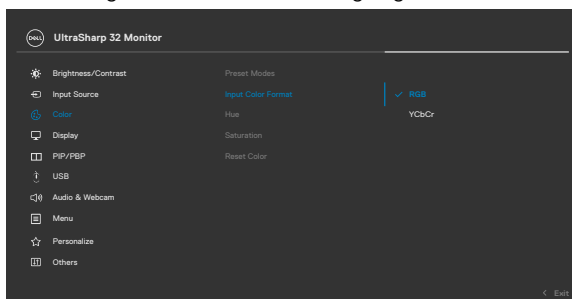 DELL UltraSharp 32 Monitor
Brightness/Contrast Preset Modes
Input Source Input Color Format RGB
Color Hue YCbCr
Display Saturation
PIP/PBP Reset Color
USB
Audio & Webcam
Menu
Personalize
Others
Exit